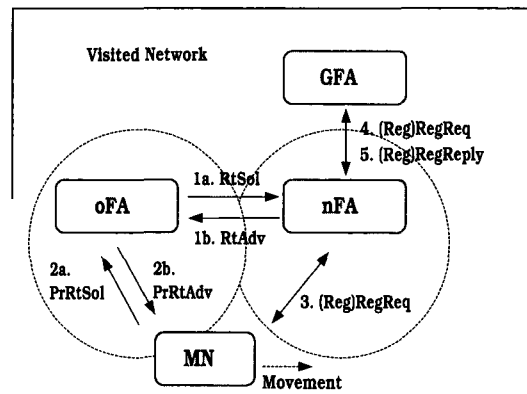 Visited Network
GFA
4. (Reg)RegReq
5. (Reg)RegReply
1a. RtSol
oFA
nFA
1b. RtAdv
2a.
PrRtSol
2b.
PrRtAdv
3. (Reg)RegReq
MN
Movement